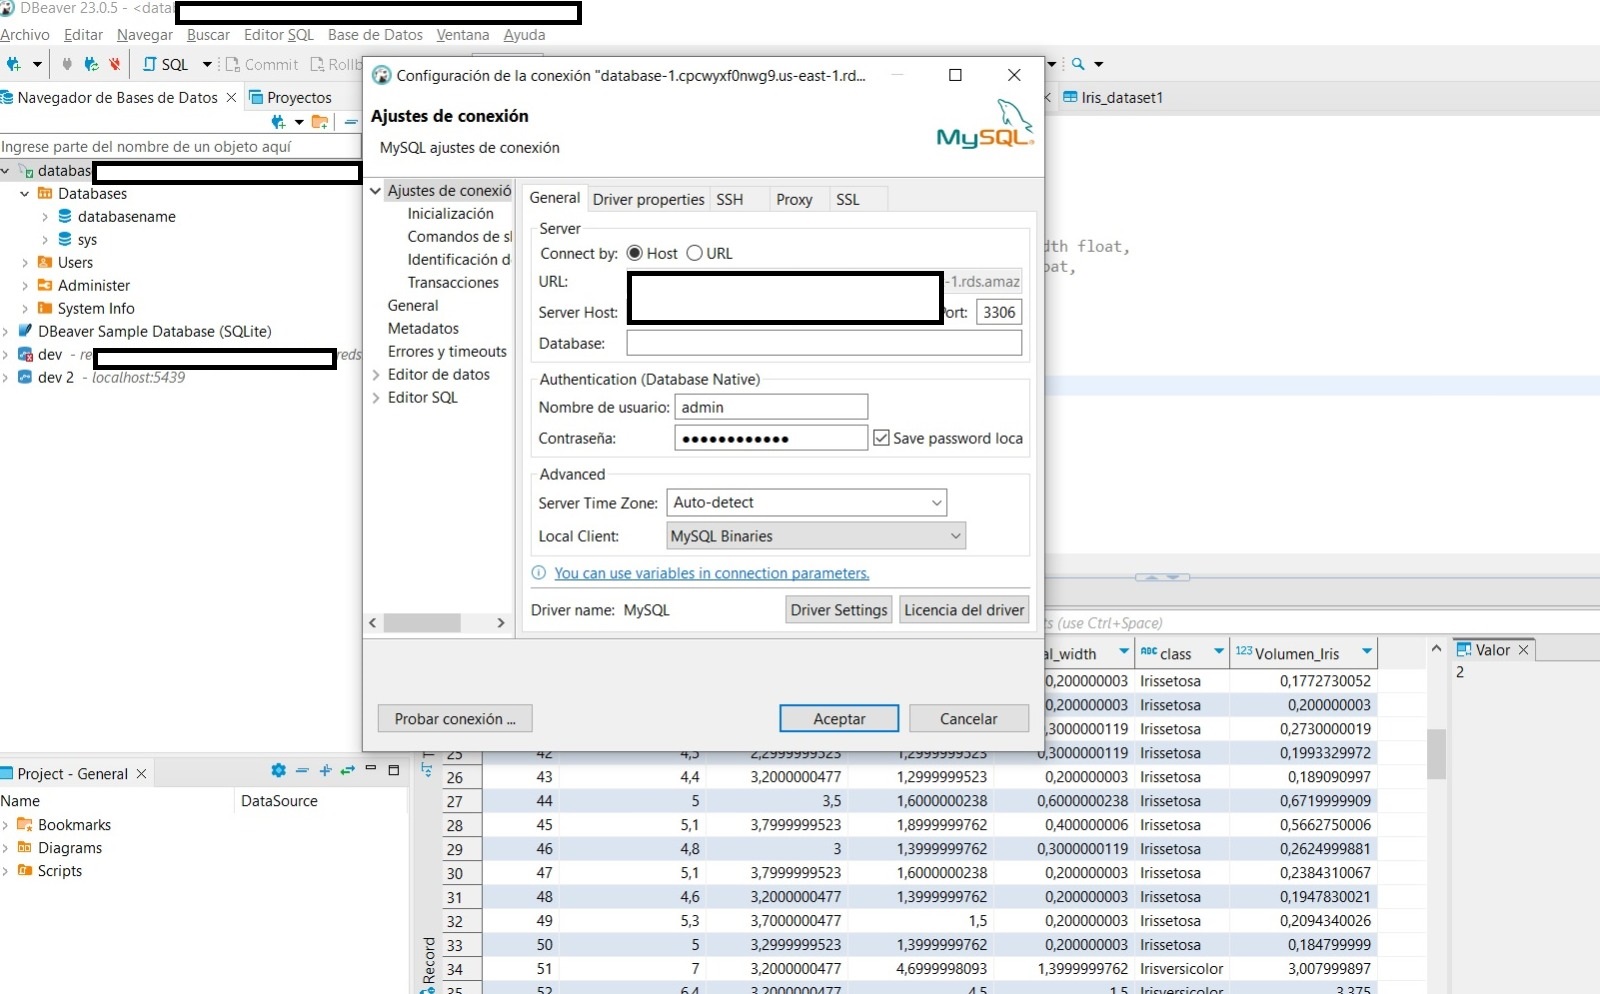 DBeaver 23.0.5 - <datab
Archivo Editar Navegar Buscar Editor SQL Base de Datos Ventana Ayuda
SQL Commit Rollb
Navegador de Bases de Datos Proyectos
Ingrese parte del nombre de un objeto aquí
databas
Databases
databasename
sys
Users
Administer
System Info
DBeaver Sample Database (SQLite)
dev - re reds
dev 2 - localhost:5439
Configuración de la conexión "database-1.cpcwyxf0nwg9.us-east-1.rd...
Ajustes de conexión
MySQL ajustes de conexión
MySQL
Ajustes de conexió
Inicialización
Comandos de sl
Identificación d
Transacciones
General
Metadatos
Errores y timeouts
Editor de datos
Editor SQL
General Driver properties SSH Proxy SSL
Server
Connect by: Host URL
URL: -1.rds.amaz
Server Host: Port: 3306
Database:
Authentication (Database Native)
Nombre de usuario: admin
Contraseña: ●●●●●●●●●●●● Save password loca
Advanced
Server Time Zone: Auto-detect
Local Client: MySQL Binaries
You can use variables in connection parameters.
Driver name: MySQL Driver Settings Licencia del driver
Probar conexión ... Aceptar Cancelar
Iris_dataset1
dth float,
oat,
ts (use Ctrl+Space)
al_width ABC class 123 Volumen_Iris
0,200000003 Irissetosa 0,1772730052
0,200000003 Irissetosa 0,200000003
,3000000119 Irissetosa 0,2730000019
25 42 4,5 2,2999999523 1,2999999523 0,3000000119 Irissetosa 0,1993329972
26 43 4,4 3,2000000477 1,2999999523 0,200000003 Irissetosa 0,189090997
27 44 5 3,5 1,6000000238 0,6000000238 Irissetosa 0,6719999909
28 45 5,1 3,7999999523 1,8999999762 0,400000006 Irissetosa 0,5662750006
29 46 4,8 3 1,3999999762 0,3000000119 Irissetosa 0,2624999881
30 47 5,1 3,7999999523 1,6000000238 0,200000003 Irissetosa 0,2384310067
31 48 4,6 3,2000000477 1,3999999762 0,200000003 Irissetosa 0,1947830021
32 49 5,3 3,7000000477 1,5 0,200000003 Irissetosa 0,2094340026
33 50 5 3,2999999523 1,3999999762 0,200000003 Irissetosa 0,184799999
34 51 7 3,2000000477 4,6999998093 1,3999999762 Irisversicolor 3,007999897
35 52 6,4 3,2000000477 4,5 1,5 Irisversicolor 3,375
Record
Valor
2
Project - General
Name DataSource
Bookmarks
Diagrams
Scripts